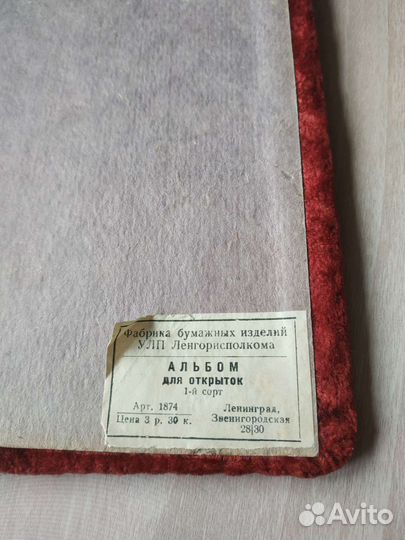 Фабрика бумажных изделий
УЛП Ленгорисполкома
АЛЬБОМ
для открыток
1-й сорт
Арт. 1874
Цена 3 р. 30 к.
Ленинград,
Звенигородская
28|30
Avito